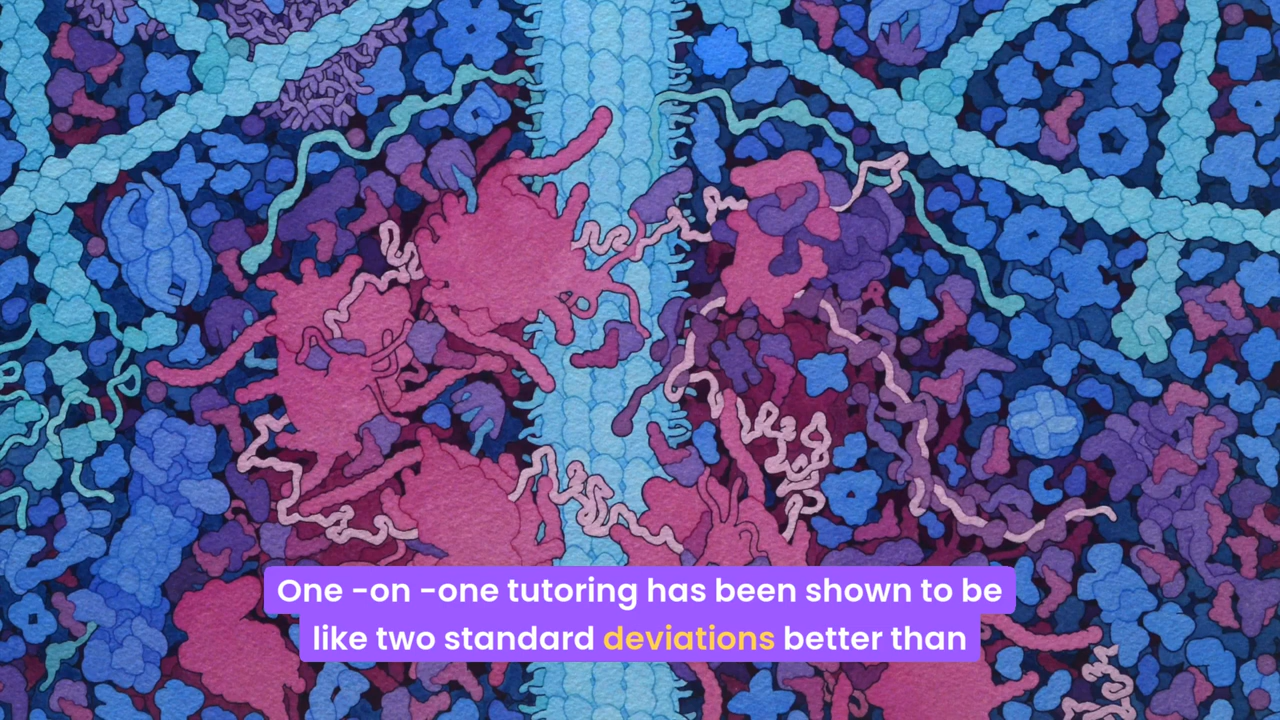 One -on -one tutoring has been shown to be
like two standard deviations better than